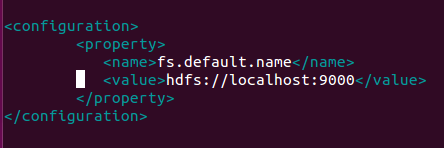 <configuration>
<property>
<name>fs.default.name</name>
<value>hdfs://localhost:9000</value>
</property>
</configuration>